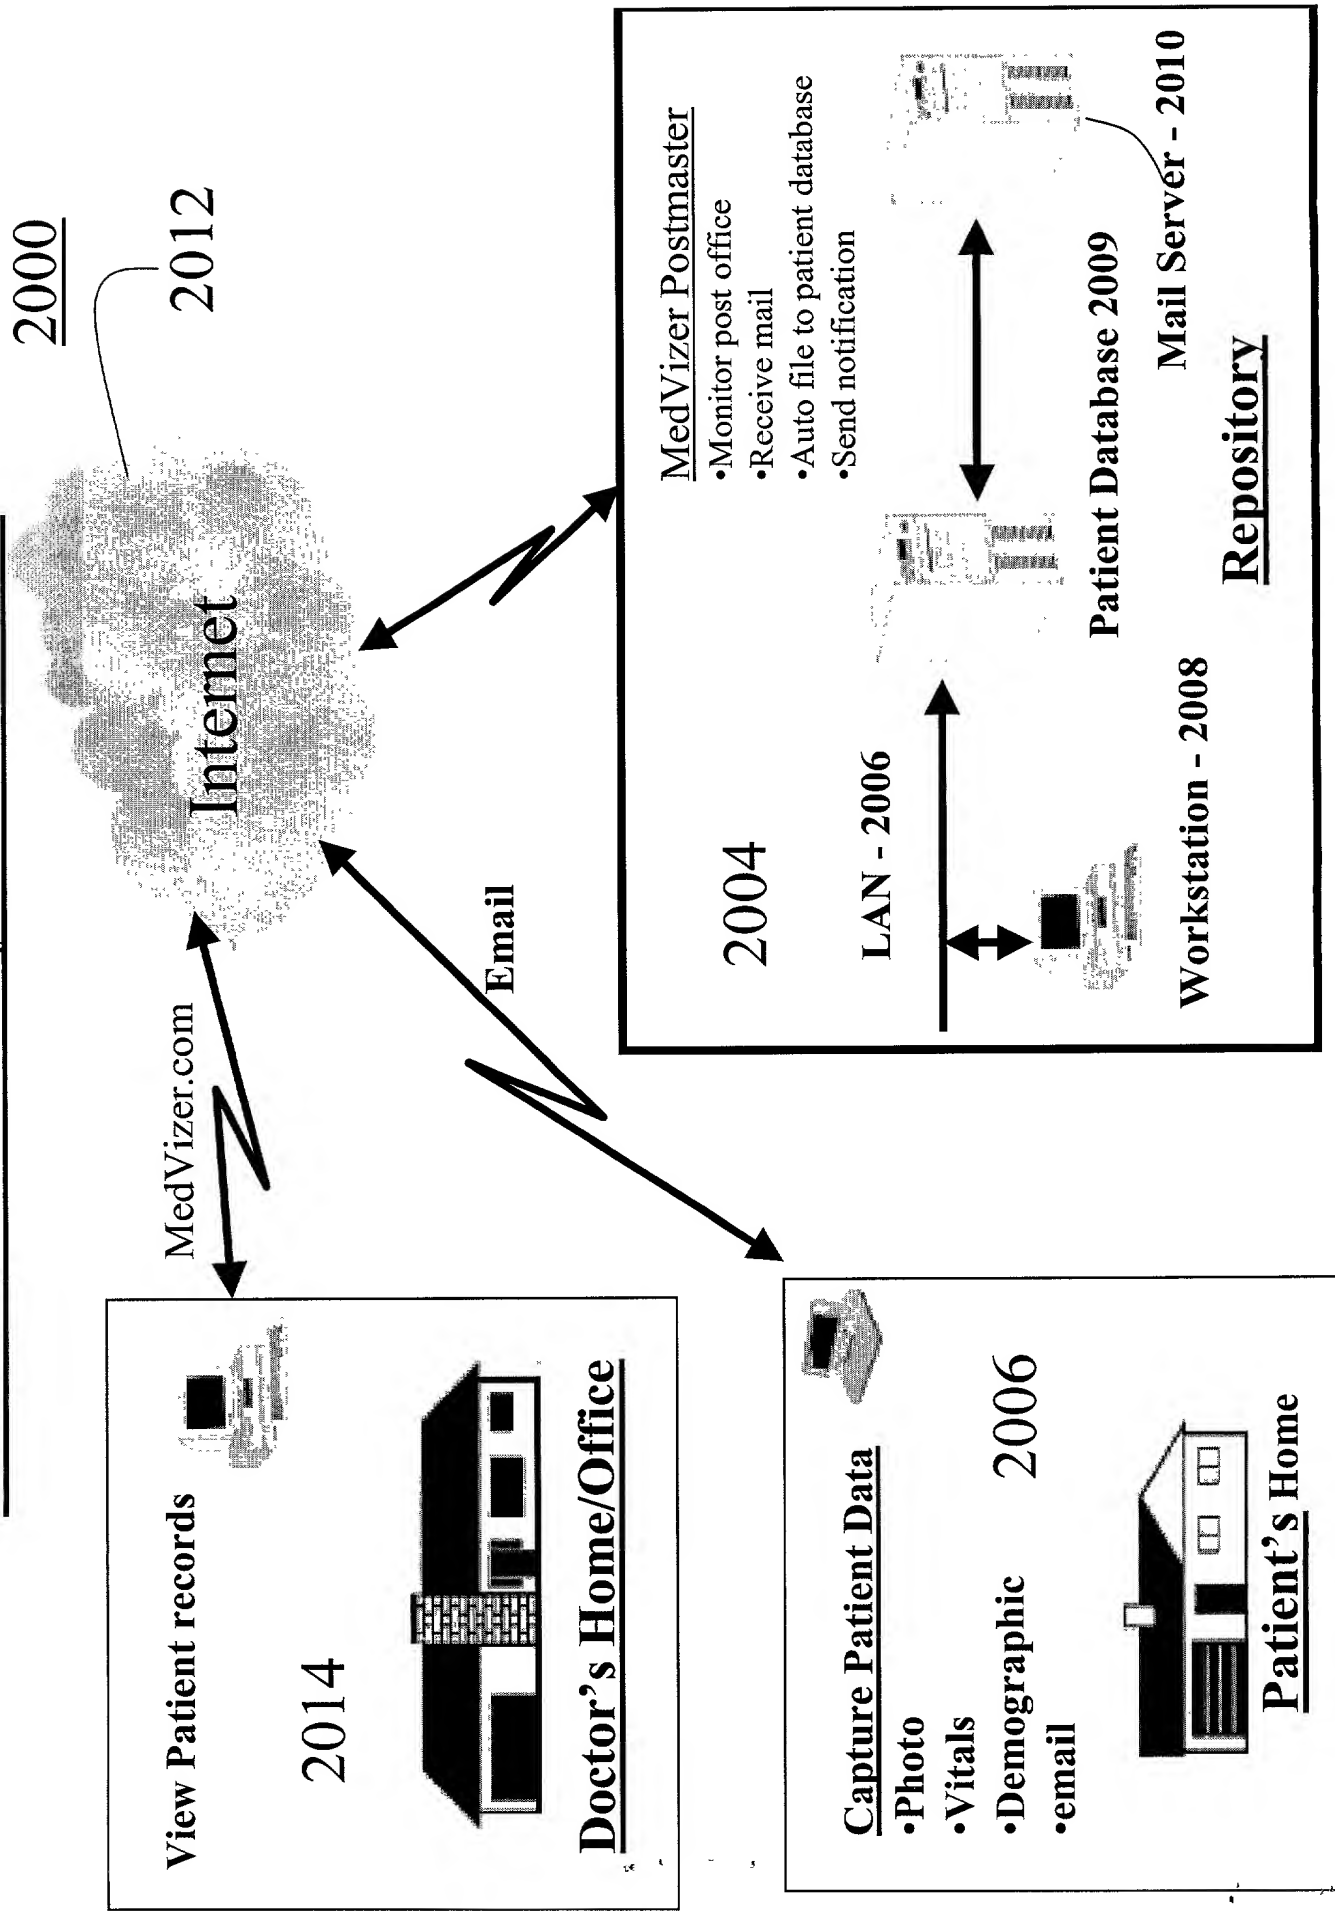 2000
2012
Internet
MedVizer.com
Email
View Patient records
2014
Doctor's Home/Office
Capture Patient Data
•Photo
•Vitals
•Demographic
•email
2006
Patient's Home
2004
LAN - 2006
Workstation - 2008
MedVizer Postmaster
•Monitor post office
•Receive mail
•Auto file to patient database
•Send notification
Patient Database 2009
Mail Server - 2010
Repository